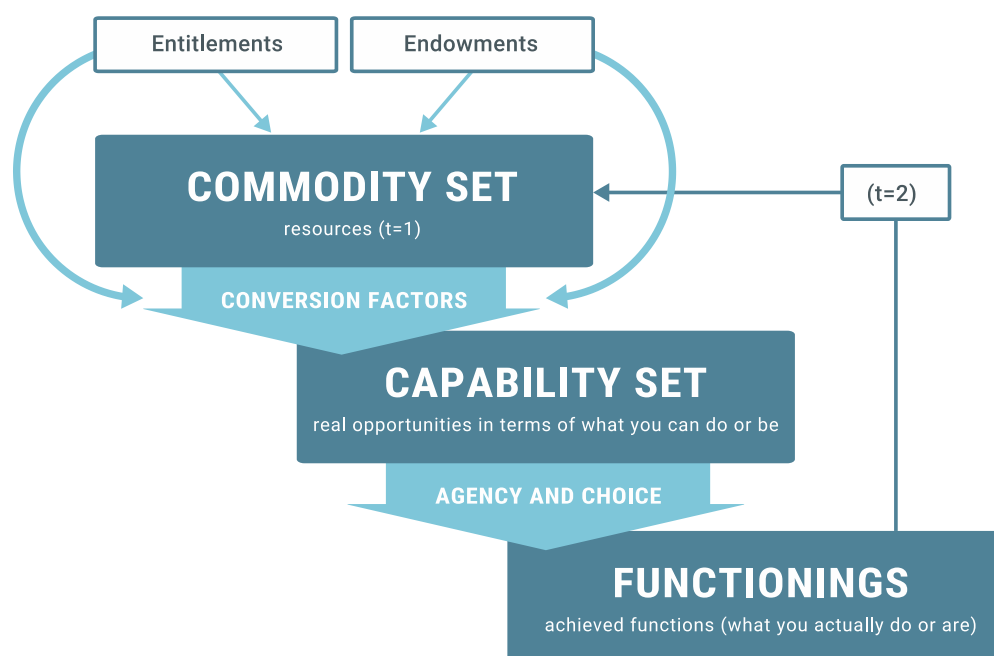 Entitlements
Endowments
COMMODITY SET
resources (t=1)
(t=2)
CONVERSION FACTORS
CAPABILITY SET
real opportunities in terms of what you can do or be
AGENCY AND CHOICE
FUNCTIONINGS
achieved functions (what you actually do or are)